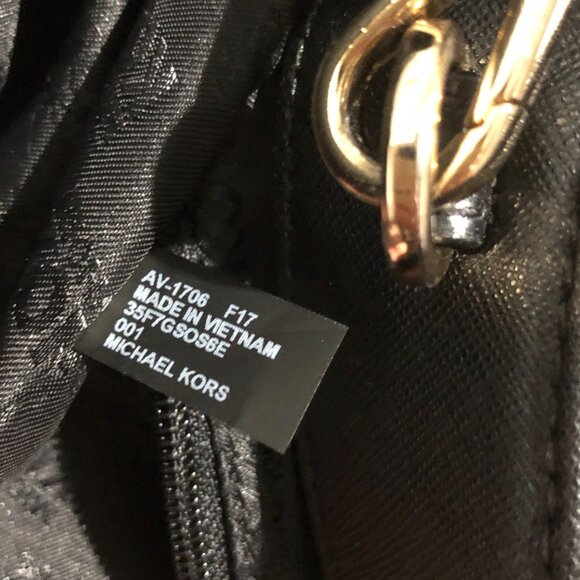 AV-1706 F17
MADE IN VIETNAM
35F7GSOS6E
001
MICHAEL KORS